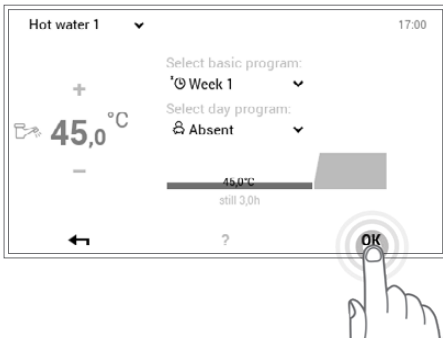 Hot water 1
17:00
Select basic program:
Week 1
Select day program:
Absent
+
45,0°C
−
45,0°C
still 3,0h
?
OK